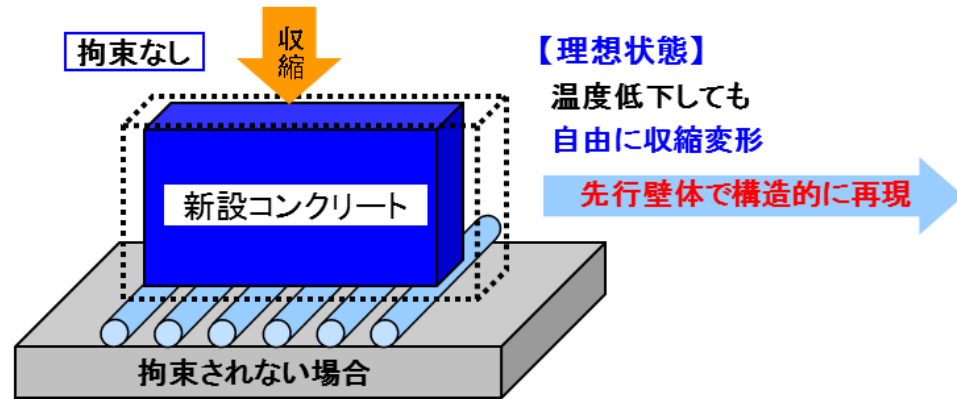 拘束なし
収縮
【理想状態】
温度低下しても
自由に収縮変形
先行壁体で構造的に再現
新設コンクリート
拘束されない場合